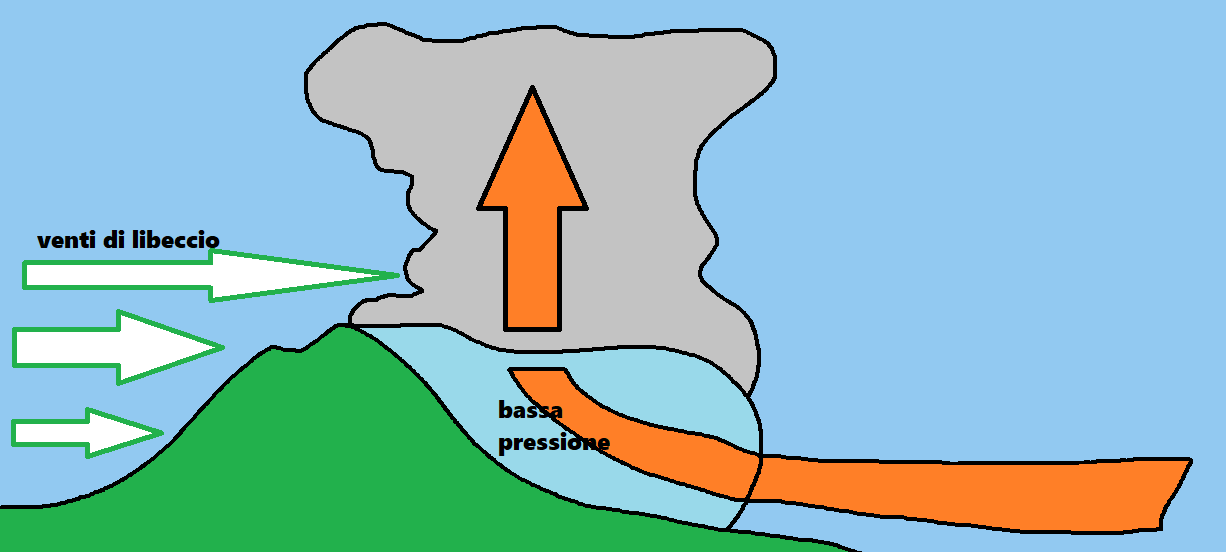 venti di libeccio
bassa
pressione